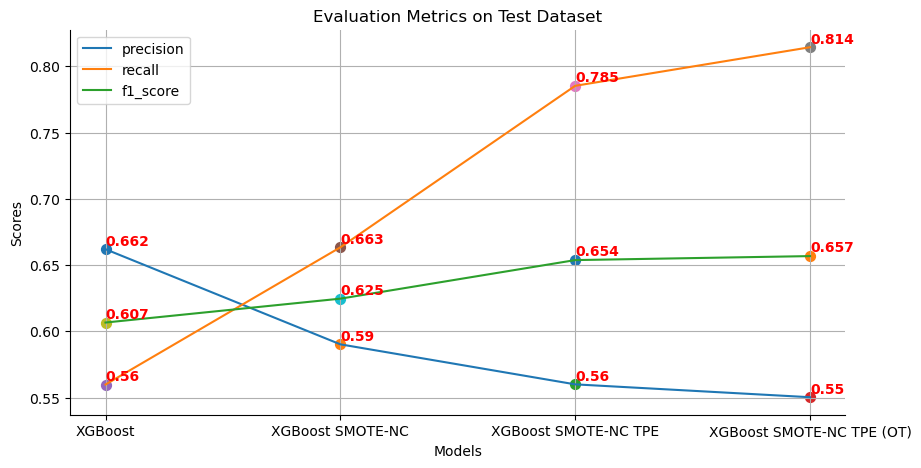 Evaluation Metrics on Test Dataset
precision
recall
f1_score
0.80
0.75
0.70
0.65
0.60
0.55
Scores
0.662
0.607
0.56
0.663
0.625
0.59
0.785
0.654
0.56
0.814
0.657
0.55
XGBoost
XGBoost SMOTE-NC
XGBoost SMOTE-NC TPE
XGBoost SMOTE-NC TPE (OT)
Models